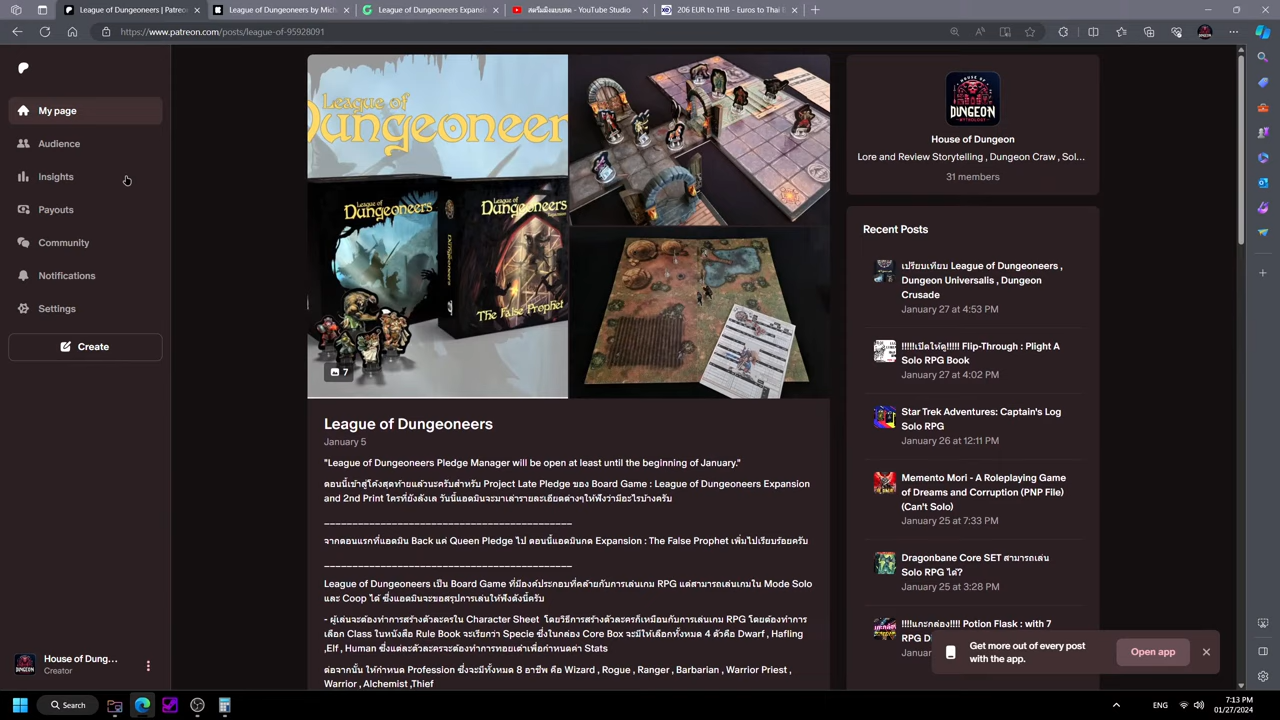 League of Dungeoneers | Patreon
League of Dungeoneers by Mich
League of Dungeoneers Expansi
สตรีมมิงแบบสด - YouTube Studio
206 EUR to THB - Euros to Thai
https://www.patreon.com/posts/league-of-95928091
My page
Audience
Insights
Payouts
Community
Notifications
Settings
Create
House of Dung...
Creator
League of
Dungeoneer
League of
Dungeoneers
League of
Dungeoneers
The False Prophet
7
League of Dungeoneers
January 5
"League of Dungeoneers Pledge Manager will be open at least until the beginning of January."
ตอนนี้เข้าสู่โค้งสุดท้ายแล้วนะครับสำหรับ Project Late Pledge ของ Board Game : League of Dungeoneers Expansion
and 2nd Print ใครที่ยังลังเล วันนี้แอดมินจะมาเล่ารายละเอียดต่างๆให้ฟังว่ามีอะไรบ้างครับ
จากตอนแรกที่แอดมิน Back แค่ Queen Pledge ไป ตอนนี้แอดมินกด Expansion : The False Prophet เพิ่มไปเรียบร้อยครับ
League of Dungeoneers เป็น Board Game ที่มีองค์ประกอบที่คล้ายกับการเล่นเกม RPG แต่สามารถเล่นเกมใน Mode Solo
และ Coop ได้ ซึ่งแอดมินจะขอสรุปการเล่นให้ฟังดังนี้ครับ
- ผู้เล่นจะต้องทำการสร้างตัวละครใน Character Sheet โดยวิธีการสร้างตัวละครก็เหมือนกับการเล่นเกม RPG โดยต้องทำการ
เลือก Class ในหนังสือ Rule Book จะเรียกว่า Specie ซึ่งในกล่อง Core Box จะมีให้เลือกทั้งหมด 4 ตัวคือ Dwarf , Hafling
,Elf , Human ซึ่งแต่ละตัวละครจะต้องทำการทอยเต๋าเพื่อกำหนดค่า Stats
ต่อจากนั้น ให้กำหนด Profession ซึ่งจะมีทั้งหมด 8 อาชีพ คือ Wizard , Rogue , Ranger , Barbarian , Warrior Priest ,
Warrior , Alchemist ,Thief
HOUSE OF
DUNGEON
MYTHOLOGY
House of Dungeon
Lore and Review Storytelling , Dungeon Craw , Sol...
31 members
Recent Posts
เปรียบเทียบ League of Dungeoneers ,
Dungeon Universalis , Dungeon
Crusade
January 27 at 4:53 PM
!!!!!เปิดให้ดู!!!!! Flip-Through : Plight A
Solo RPG Book
January 27 at 4:02 PM
Star Trek Adventures: Captain's Log
Solo RPG
January 26 at 12:11 PM
Memento Mori - A Roleplaying Game
of Dreams and Corruption (PNP File)
(Can't Solo)
January 25 at 7:33 PM
Dragonbane Core SET สามารถเล่น
Solo RPG ได้?
January 25 at 3:28 PM
!!!!แกะกล่อง!!!! Potion Flask : with 7
RPG D
January
Get more out of every post
with the app.
Open app
Search
ENG
7:13 PM
01/27/2024